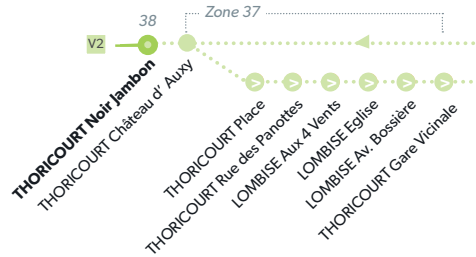 38
Zone 37
V2
THORICOURT Noir Jambon
THORICOURT Château d' Auxy
THORICOURT Place
THORICOURT Rue des Panottes
LOMBISE Aux 4 Vents
LOMBISE Eglise
LOMBISE Av. Bossière
THORICOURT Gare Vicinale